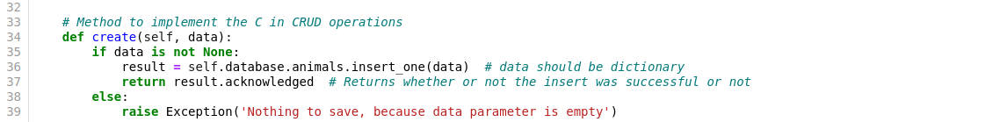 32
33 # Method to implement the C in CRUD operations
34 def create(self, data):
35 if data is not None:
36 result = self.database.animals.insert_one(data)  # data should be dictionary
37 return result.acknowledged  # Returns whether or not the insert was successful or not
38 else:
39 raise Exception('Nothing to save, because data parameter is empty')